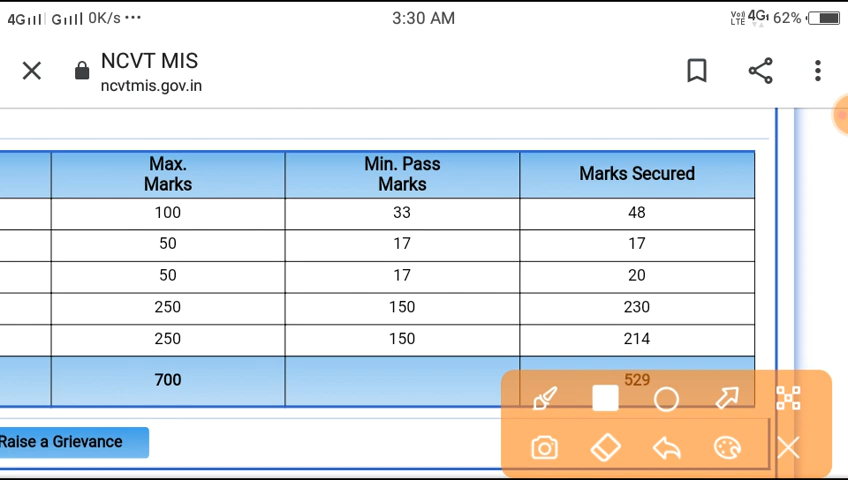 4G G 0K/s ••• 3:30 AM Vo) LTE 4G 62%
NCVT MIS
ncvtmis.gov.in
Max. Marks Min. Pass Marks Marks Secured
100 33 48
50 17 17
50 17 20
250 150 230
250 150 214
700 529
Raise a Grievance